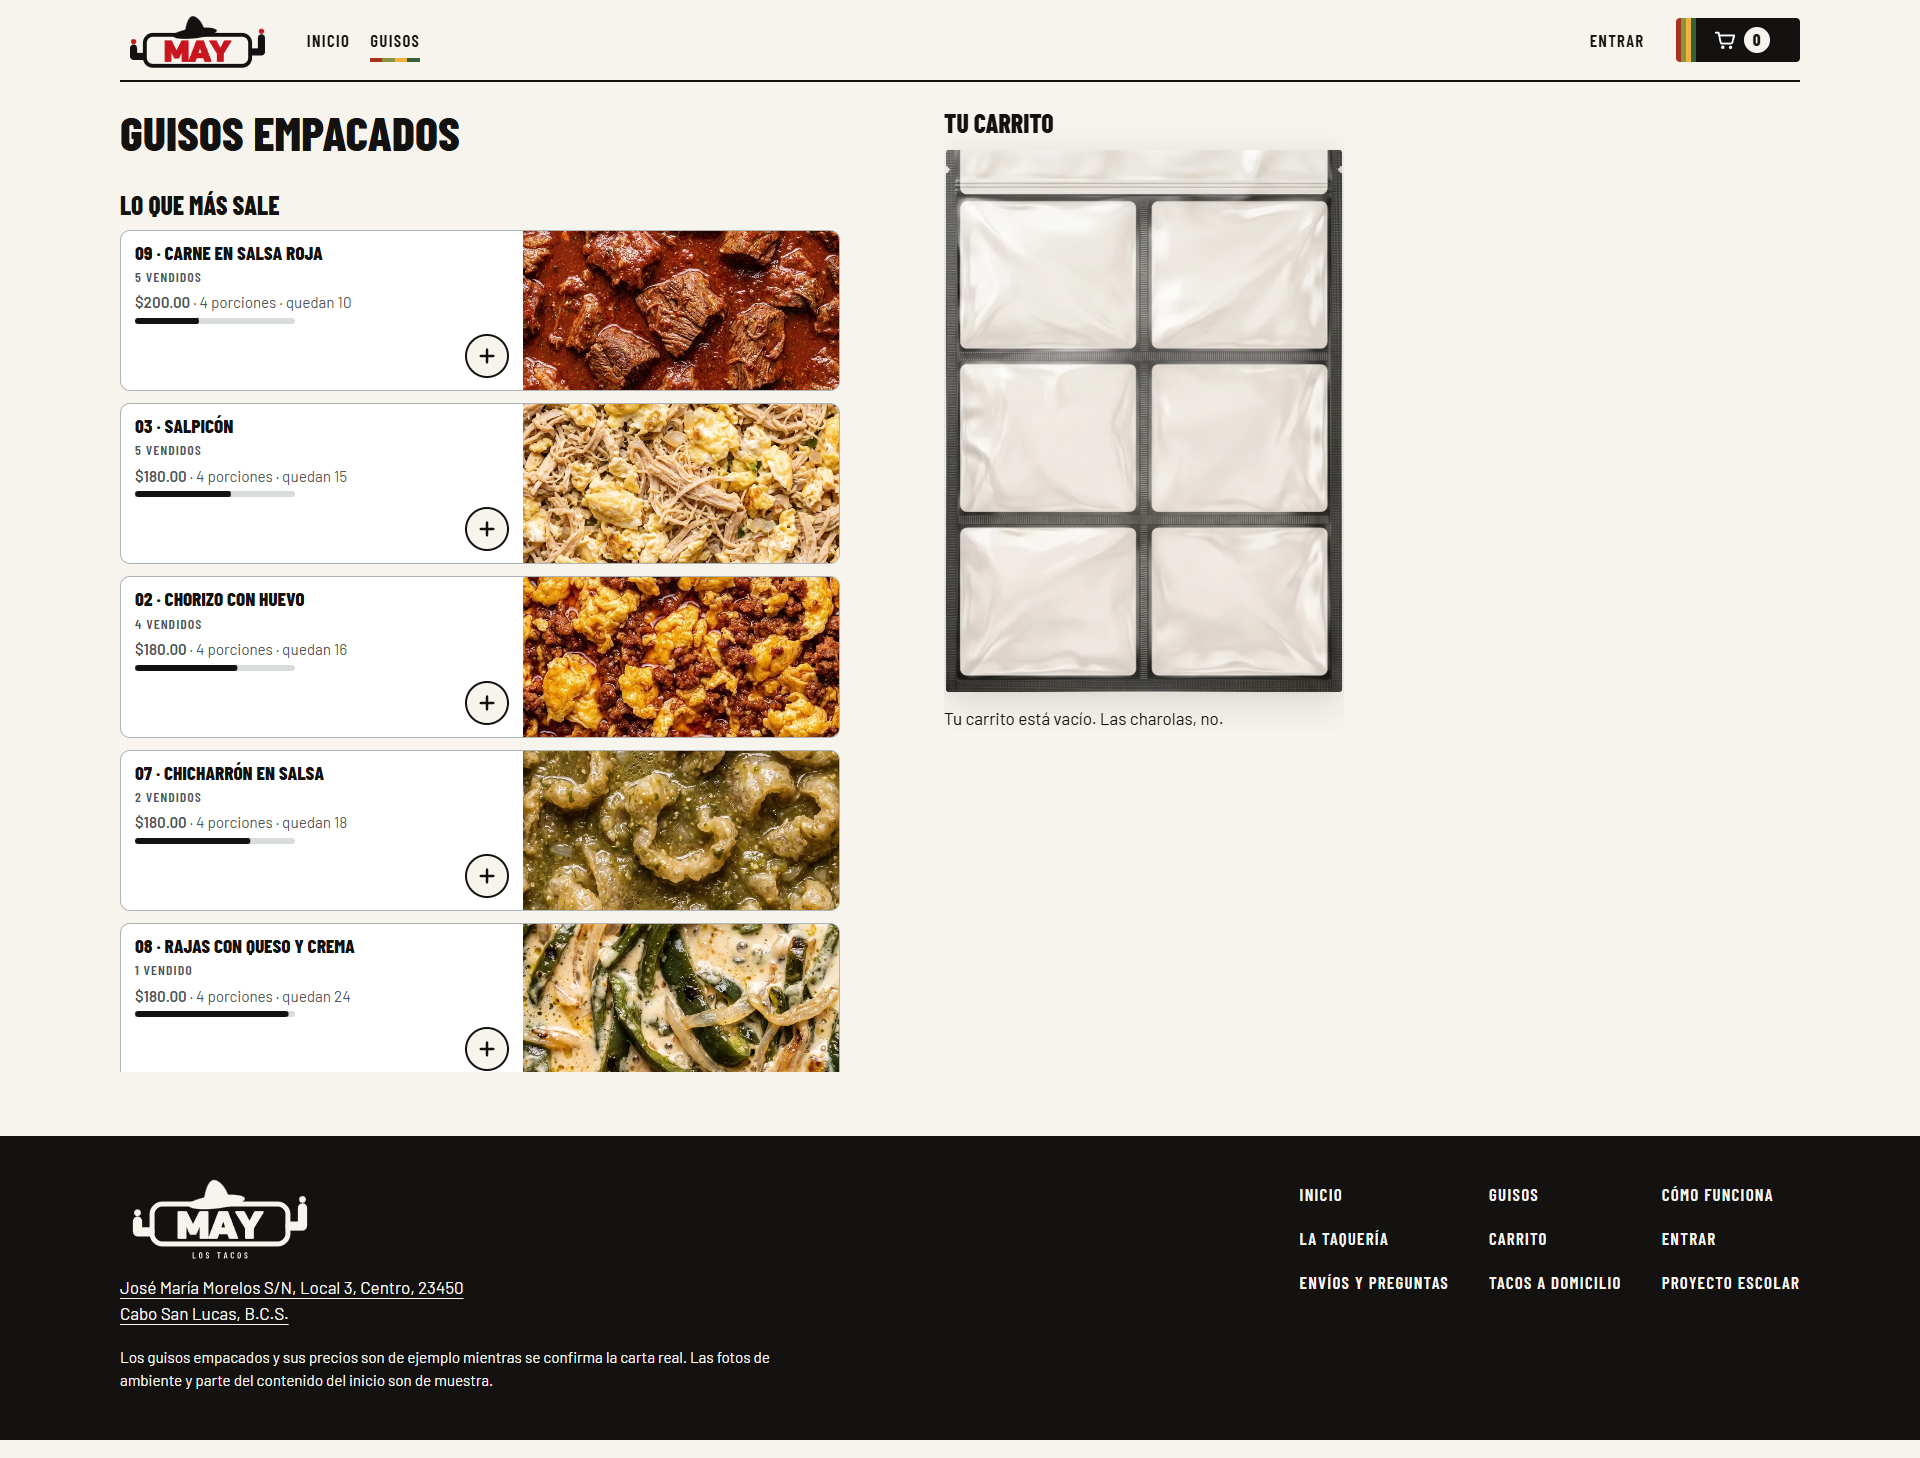 MAY
INICIO
GUISOS
ENTRAR
0
GUISOS EMPACADOS
LO QUE MÁS SALE
09 · CARNE EN SALSA ROJA
5 VENDIDOS
$200.00 · 4 porciones · quedan 10
03 · SALPICÓN
5 VENDIDOS
$180.00 · 4 porciones · quedan 15
02 · CHORIZO CON HUEVO
4 VENDIDOS
$180.00 · 4 porciones · quedan 16
07 · CHICHARRÓN EN SALSA
2 VENDIDOS
$180.00 · 4 porciones · quedan 18
08 · RAJAS CON QUESO Y CREMA
1 VENDIDO
$180.00 · 4 porciones · quedan 24
TU CARRITO
Tu carrito está vacío. Las charolas, no.
MAY
LOS TACOS
José María Morelos S/N, Local 3, Centro, 23450
Cabo San Lucas, B.C.S.
Los guisos empacados y sus precios son de ejemplo mientras se confirma la carta real. Las fotos de
ambiente y parte del contenido del inicio son de muestra.
INICIO
GUISOS
CÓMO FUNCIONA
LA TAQUERÍA
CARRITO
ENTRAR
ENVÍOS Y PREGUNTAS
TACOS A DOMICILIO
PROYECTO ESCOLAR